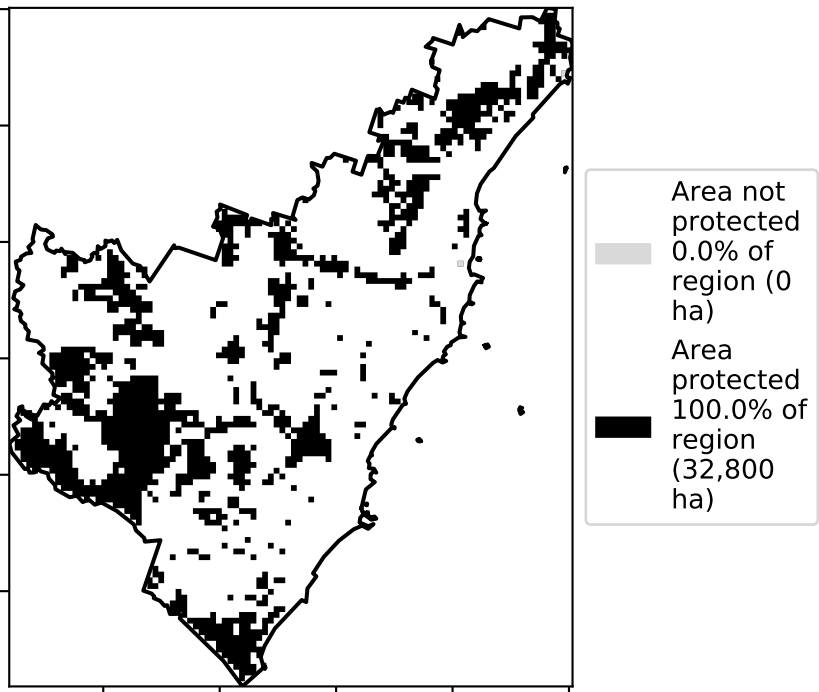 Area not
protected
0.0% of
region (0
ha)
Area
protected
100.0% of
region
(32,800
ha)